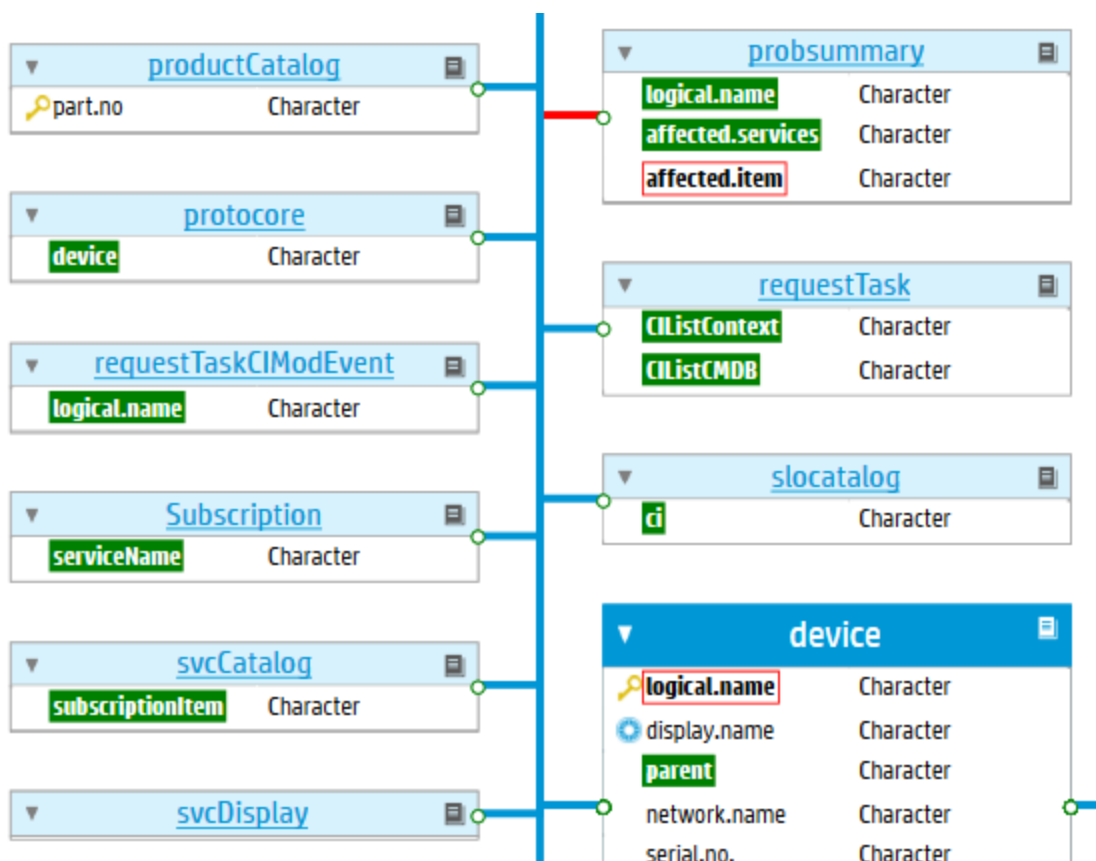 productCatalog
part.no Character
protocore
device Character
requestTaskCIModEvent
logical.name Character
Subscription
serviceName Character
svcCatalog
subscriptionItem Character
svcDisplay
probsummary
logical.name Character
affected.services Character
affected.item Character
requestTask
CIListContext Character
CIListCMDB Character
slocatalog
ci Character
device
logical.name Character
display.name Character
parent Character
network.name Character
serial.no. Character